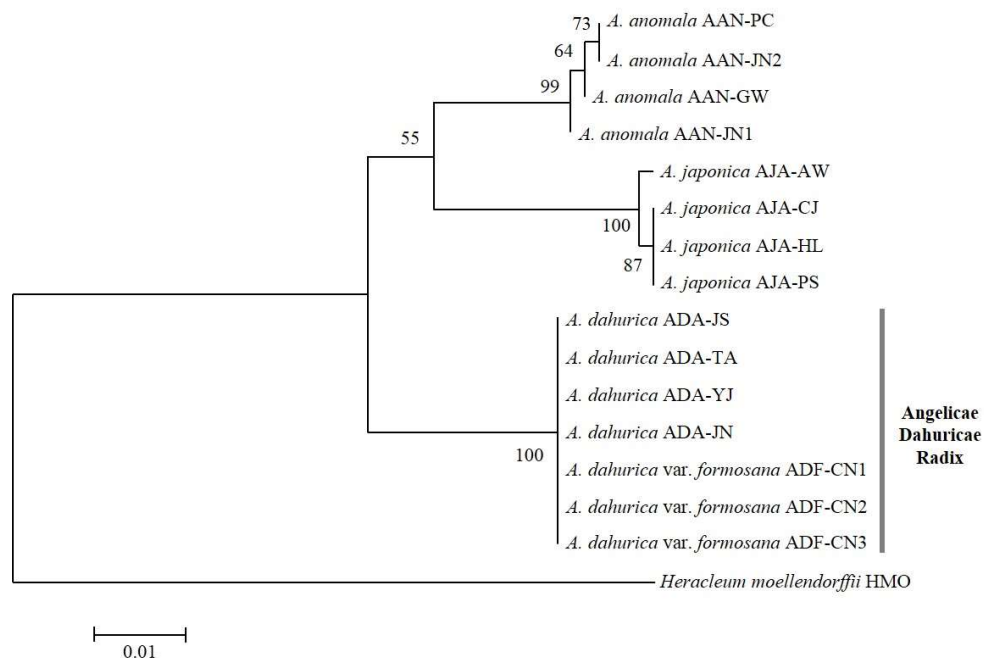 73
A. anomala AAN-PC
64
A. anomala AAN-JN2
99
A. anomala AAN-GW
A. anomala AAN-JN1
55
A. japonica AJA-AW
A. japonica AJA-CJ
100
A. japonica AJA-HL
87
A. japonica AJA-PS
A. dahurica ADA-JS
A. dahurica ADA-TA
A. dahurica ADA-YJ
A. dahurica ADA-JN
100
A. dahurica var. formosana ADF-CN1
A. dahurica var. formosana ADF-CN2
A. dahurica var. formosana ADF-CN3
Angelicae
Dahuricae
Radix
Heracleum moellendorffii HMO
0.01